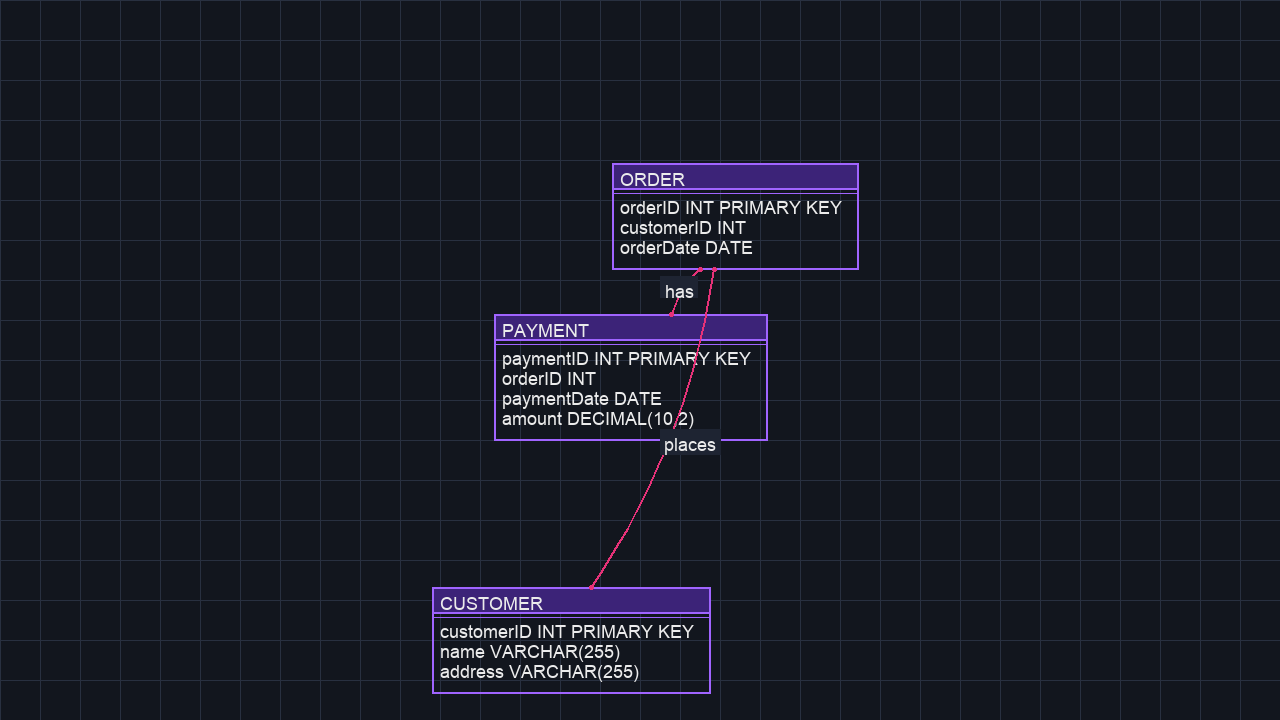 ORDER
orderID INT PRIMARY KEY
customerID INT
orderDate DATE
has
PAYMENT
paymentID INT PRIMARY KEY
orderID INT
paymentDate DATE
amount DECIMAL(10,2)
places
CUSTOMER
customerID INT PRIMARY KEY
name VARCHAR(255)
address VARCHAR(255)